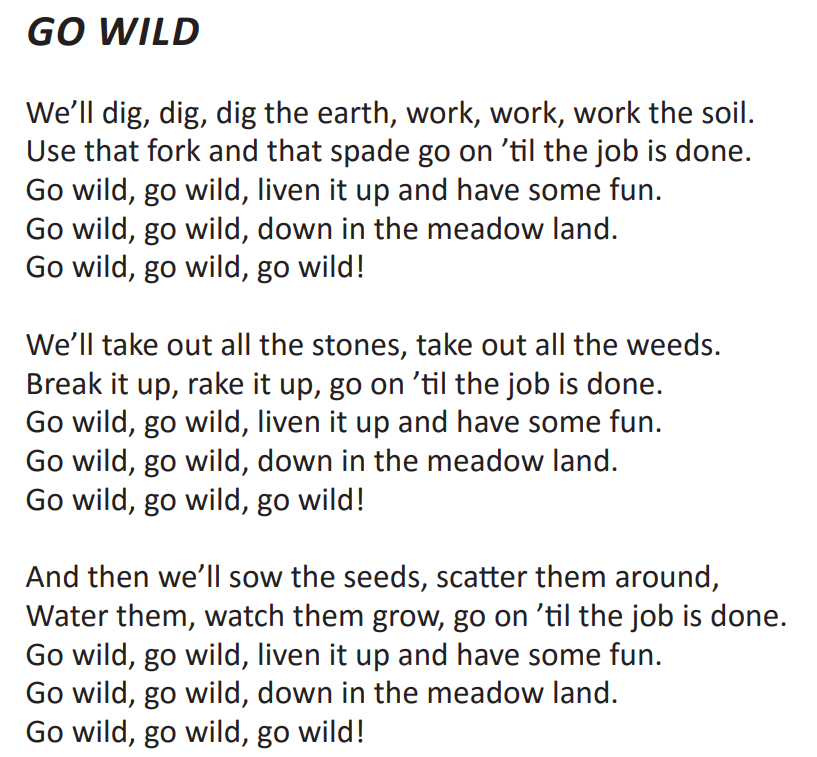 GO WILD
We’ll dig, dig, dig the earth, work, work, work the soil.
Use that fork and that spade go on ’til the job is done.
Go wild, go wild, liven it up and have some fun.
Go wild, go wild, down in the meadow land.
Go wild, go wild, go wild!
We’ll take out all the stones, take out all the weeds.
Break it up, rake it up, go on ’til the job is done.
Go wild, go wild, liven it up and have some fun.
Go wild, go wild, down in the meadow land.
Go wild, go wild, go wild!
And then we’ll sow the seeds, scatter them around,
Water them, watch them grow, go on ’til the job is done.
Go wild, go wild, liven it up and have some fun.
Go wild, go wild, down in the meadow land.
Go wild, go wild, go wild!